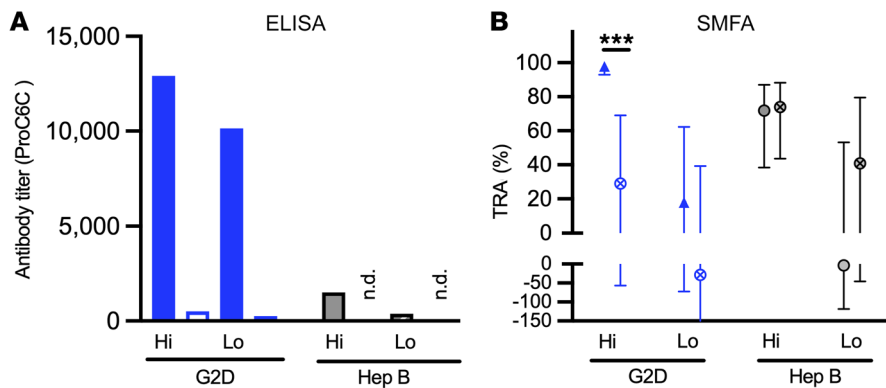 A
ELISA
Antibody titer (ProC6C )
15,000
10,000
5,000
0
n.d.
n.d.
Hi
Lo
Hi
Lo
G2D
Hep B
B
SMFA
***
TRA (%)
100
80
60
40
20
0
0
-50
-100
-150
Hi
Lo
Hi
Lo
G2D
Hep B